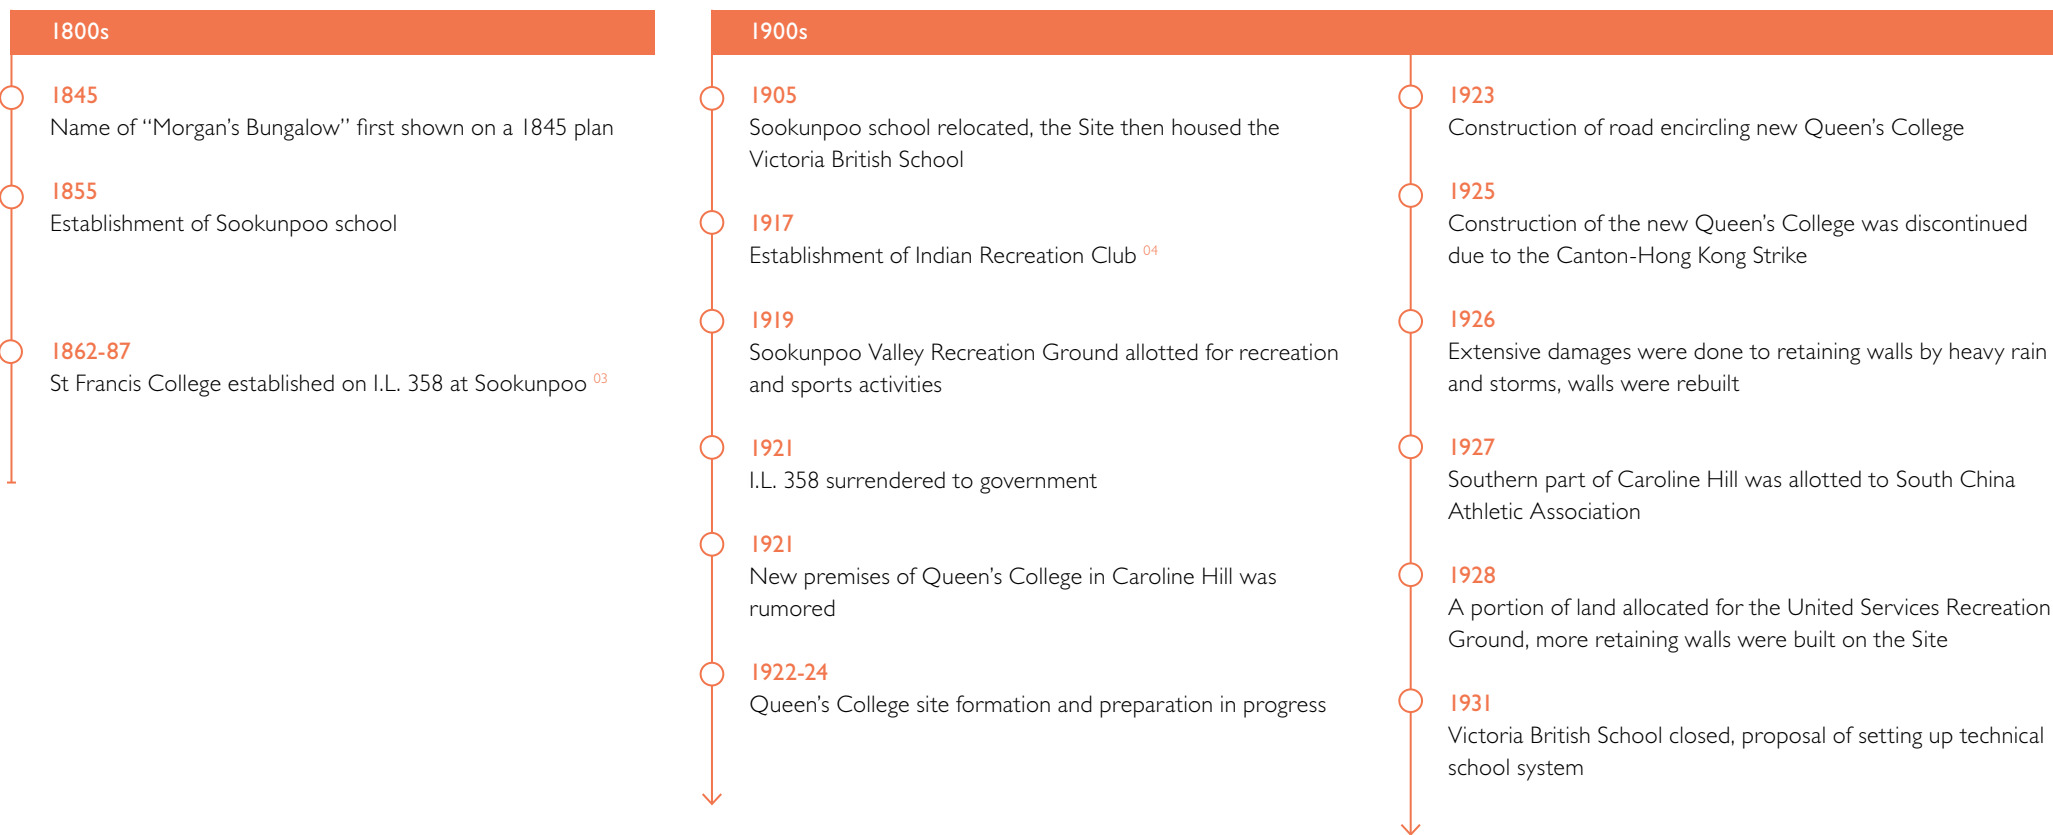 1800s
1845
Name of “Morgan’s Bungalow” first shown on a 1845 plan
1855
Establishment of Sookunpoo school
1862-87
St Francis College established on I.L. 358 at Sookunpoo 03
1900s
1905
Sookunpoo school relocated, the Site then housed the
Victoria British School
1917
Establishment of Indian Recreation Club 04
1919
Sookunpoo Valley Recreation Ground allotted for recreation
and sports activities
1921
I.L. 358 surrendered to government
1921
New premises of Queen’s College in Caroline Hill was
rumored
1922-24
Queen’s College site formation and preparation in progress
1923
Construction of road encircling new Queen’s College
1925
Construction of the new Queen’s College was discontinued
due to the Canton-Hong Kong Strike
1926
Extensive damages were done to retaining walls by heavy rain
and storms, walls were rebuilt
1927
Southern part of Caroline Hill was allotted to South China
Athletic Association
1928
A portion of land allocated for the United Services Recreation
Ground, more retaining walls were built on the Site
1931
Victoria British School closed, proposal of setting up technical
school system